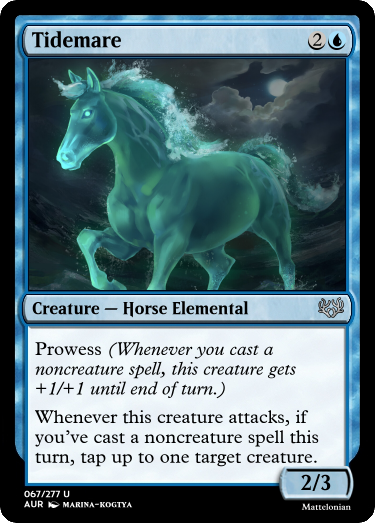 Tidemare 2
Creature — Horse Elemental
Prowess (Whenever you cast a
noncreature spell, this creature gets
+1/+1 until end of turn.)
Whenever this creature attacks, if
you've cast a noncreature spell this
turn, tap up to one target creature.
2/3
067/277 U
AUR MARINA-KOGTYA
Mattelonian